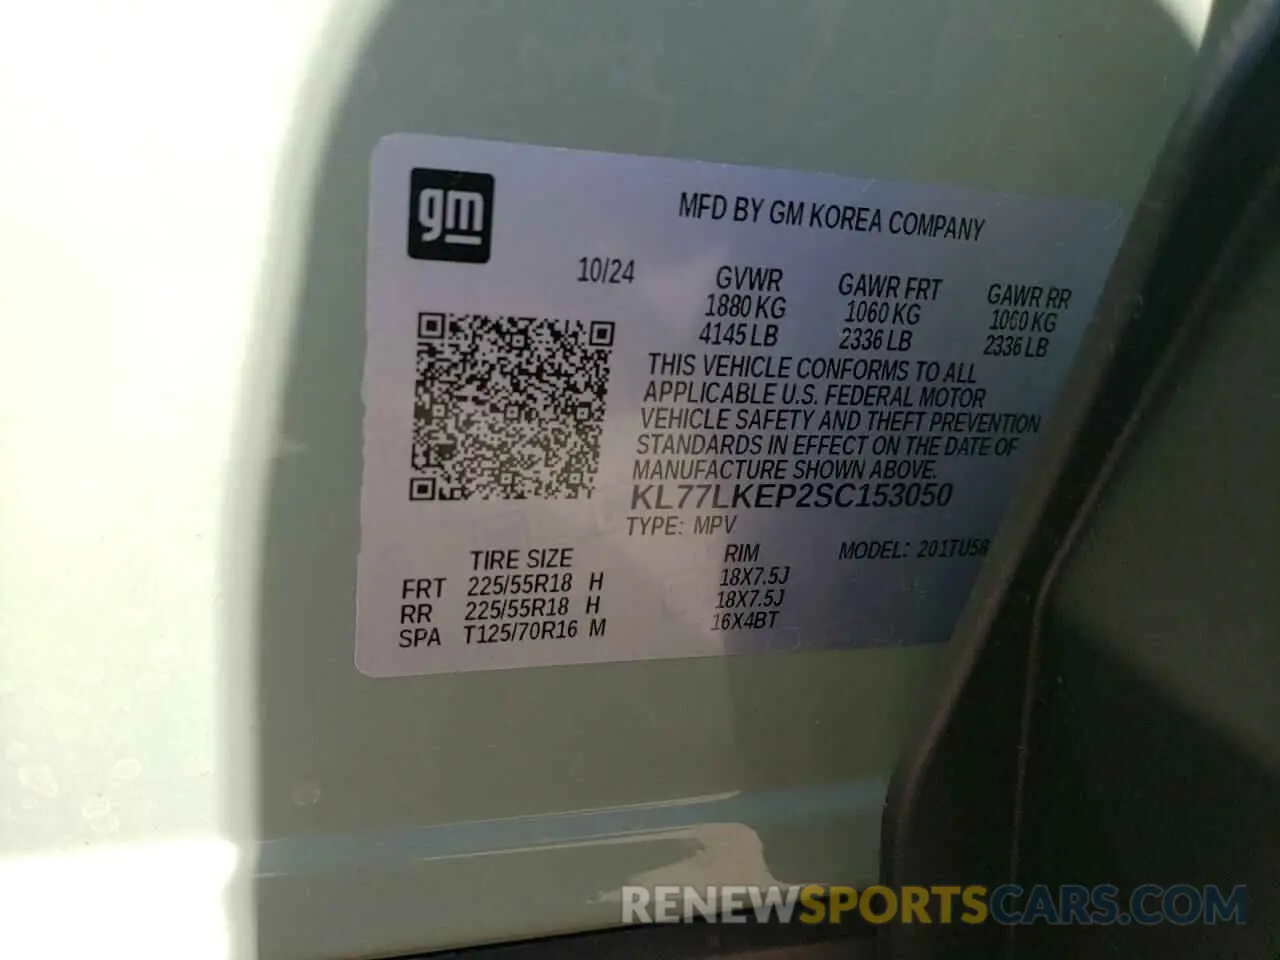 gm
MFD BY GM KOREA COMPANY
10/24 GVWR GAWR FRT GAWR RR
1880 KG 1060 KG 1060 KG
4145 LB 2336 LB 2336 LB
THIS VEHICLE CONFORMS TO ALL
APPLICABLE U.S. FEDERAL MOTOR
VEHICLE SAFETY AND THEFT PREVENTION
STANDARDS IN EFFECT ON THE DATE OF
MANUFACTURE SHOWN ABOVE.
KL77LKEP2SC153050
TYPE: MPV
TIRE SIZE RIM MODEL: 201TU58
FRT 225/55R18 H 18X7.5J
RR 225/55R18 H 18X7.5J
SPA T125/70R16 M 16X4BT
RENEWSPORTSCARS.COM